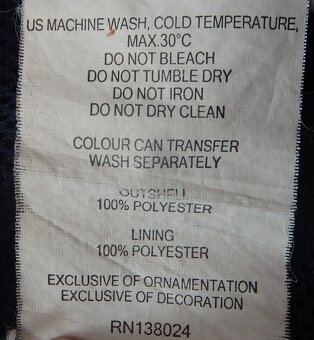 US MACHINE WASH, COLD TEMPERATURE,
MAX.30°C
DO NOT BLEACH
DO NOT TUMBLE DRY
DO NOT IRON
DO NOT DRY CLEAN
COLOUR CAN TRANSFER
WASH SEPARATELY
OUTSHELL
100% POLYESTER
LINING
100% POLYESTER
EXCLUSIVE OF ORNAMENTATION
EXCLUSIVE OF DECORATION
RN138024